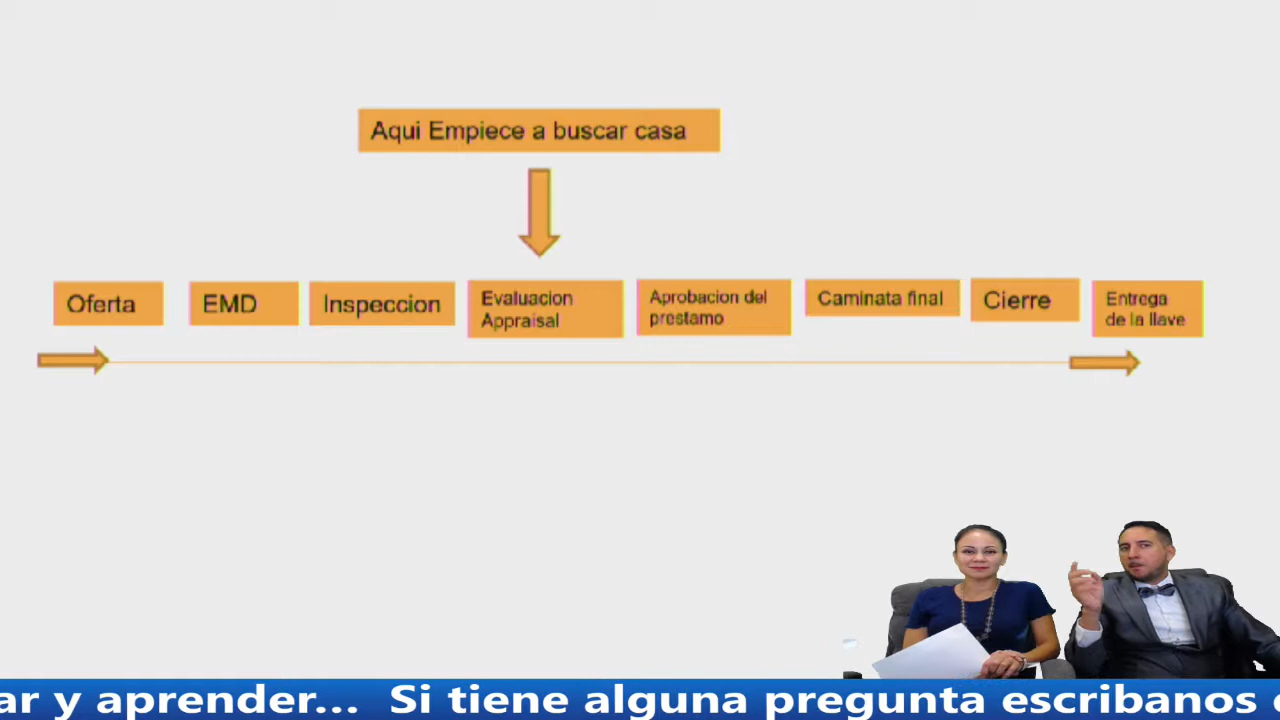 Aqui Empiece a buscar casa
Oferta
EMD
Inspeccion
Evaluacion
Appraisal
Aprobacion del
prestamo
Caminata final
Cierre
Entrega
de la llave
ar y aprender... Si tiene alguna pregunta escribanos